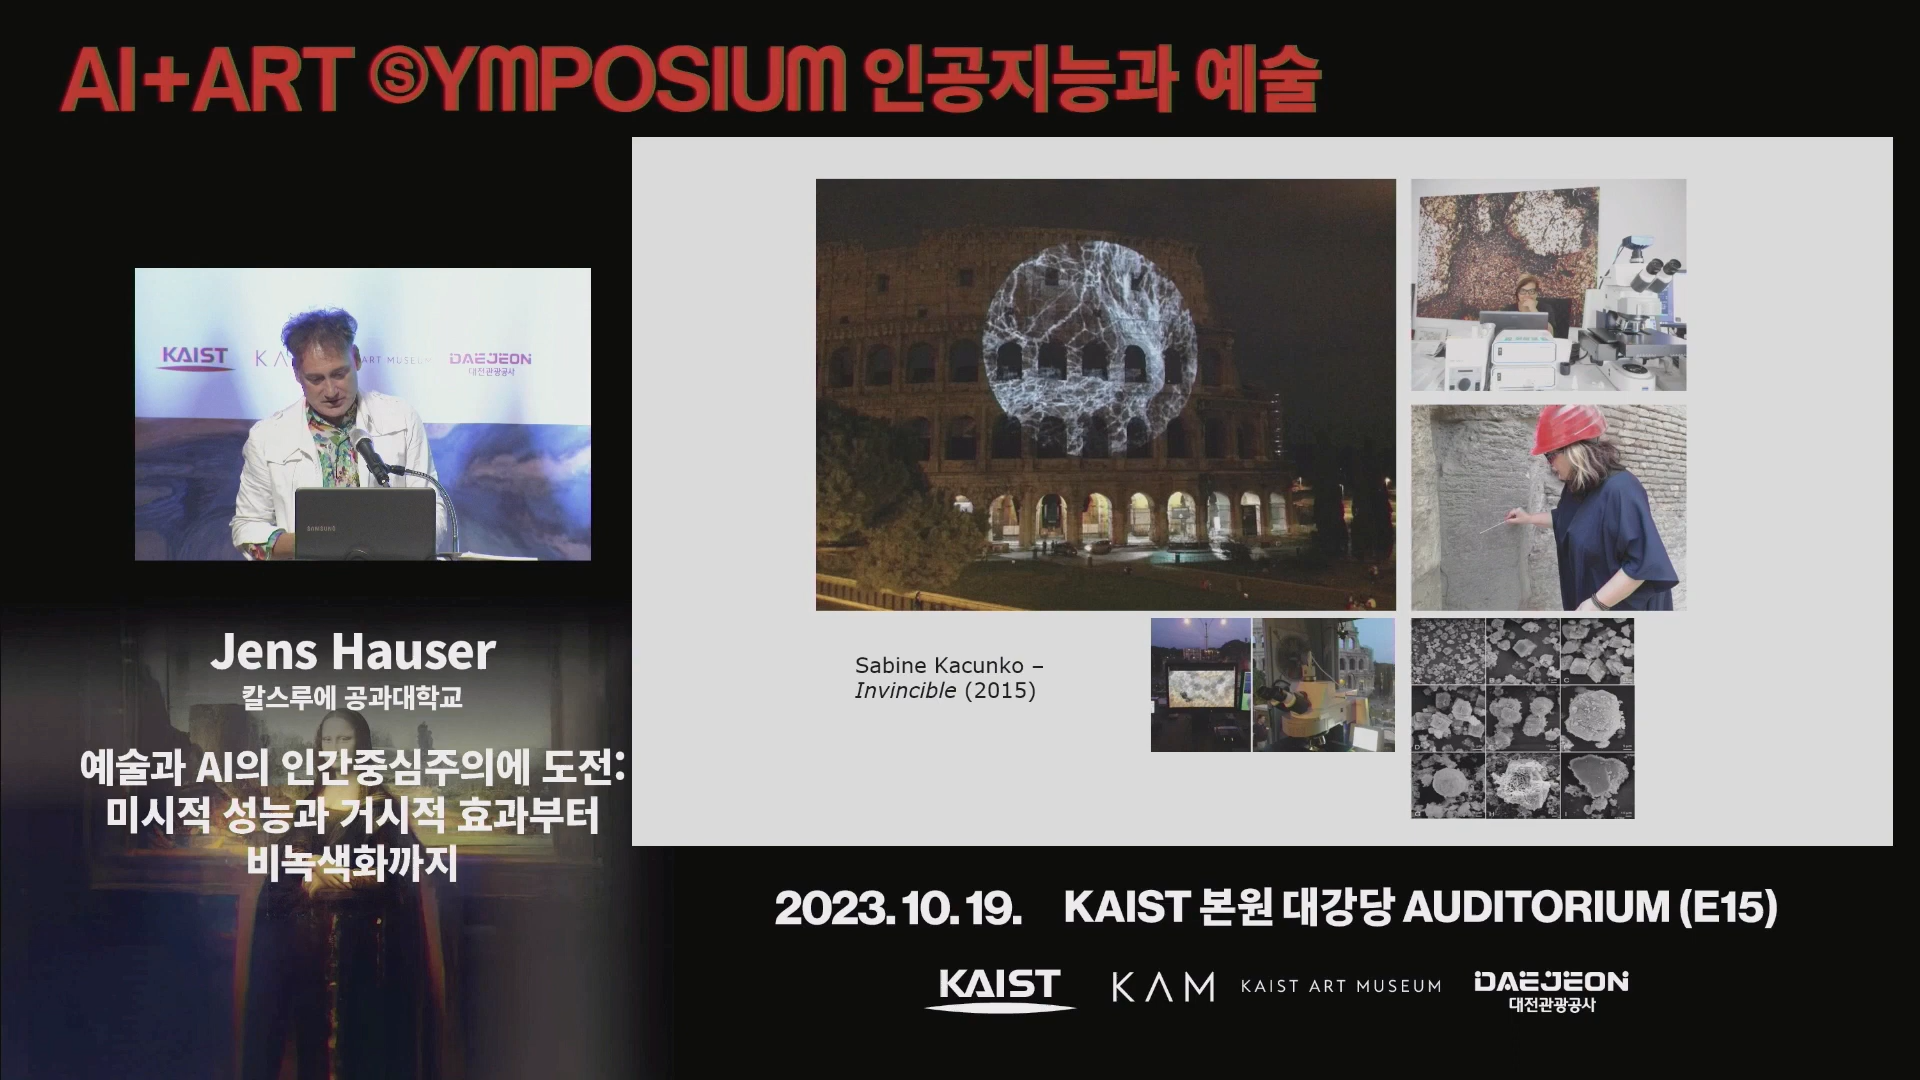 AI+ART SYMPOSIUM 인공지능과 예술
KAIST
KA
ART MUSEUM
DAEJEON
대전관광공사
SAMSUNG
Jens Hauser
칼스루에 공과대학교
예술과 AI의 인간중심주의에 도전:
미시적 성능과 거시적 효과부터
비녹색화까지
Sabine Kacunko –
Invincible (2015)
2023. 10. 19. KAIST 본원 대강당 AUDITORIUM (E15)
KAIST
KAM KAIST ART MUSEUM
DAEJEON
대전관광공사